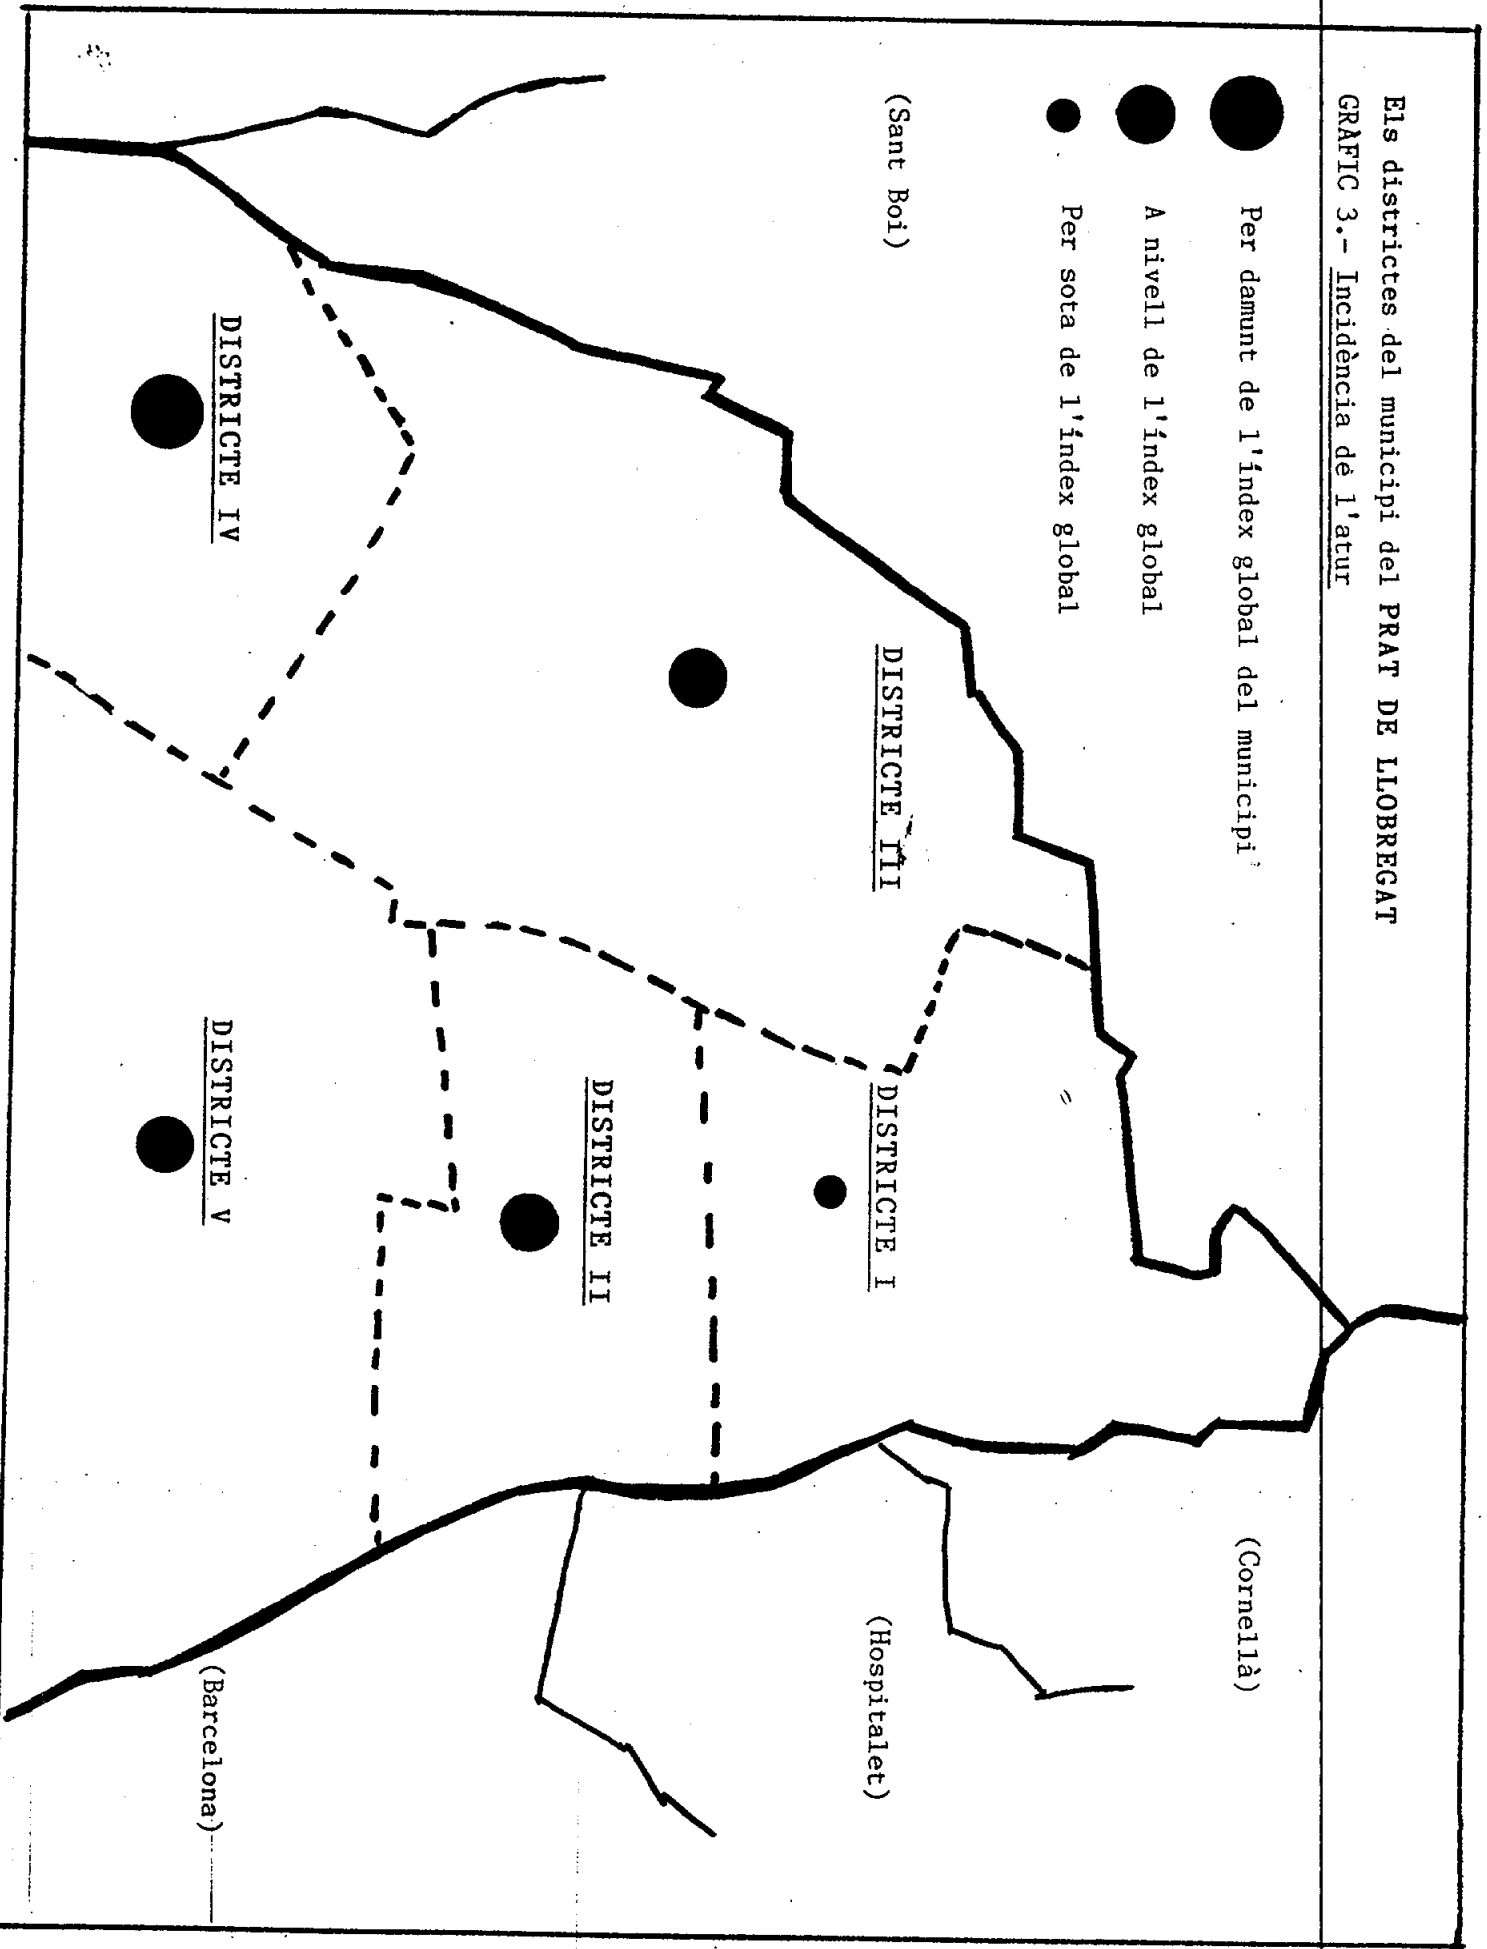 Els districtes del municipi del PRAT DE LLOBREGAT
GRÀFIC 3.- Incidència de l'atur
Per damunt de l'índex global del municipi
A nivell de l'índex global
Per sota de l'índex global
(Cornellà)
(Sant Boi)
DISTRICTE III
DISTRICTE I
(Hospitalet)
DISTRICTE II
DISTRICTE IV
DISTRICTE V
(Barcelona)